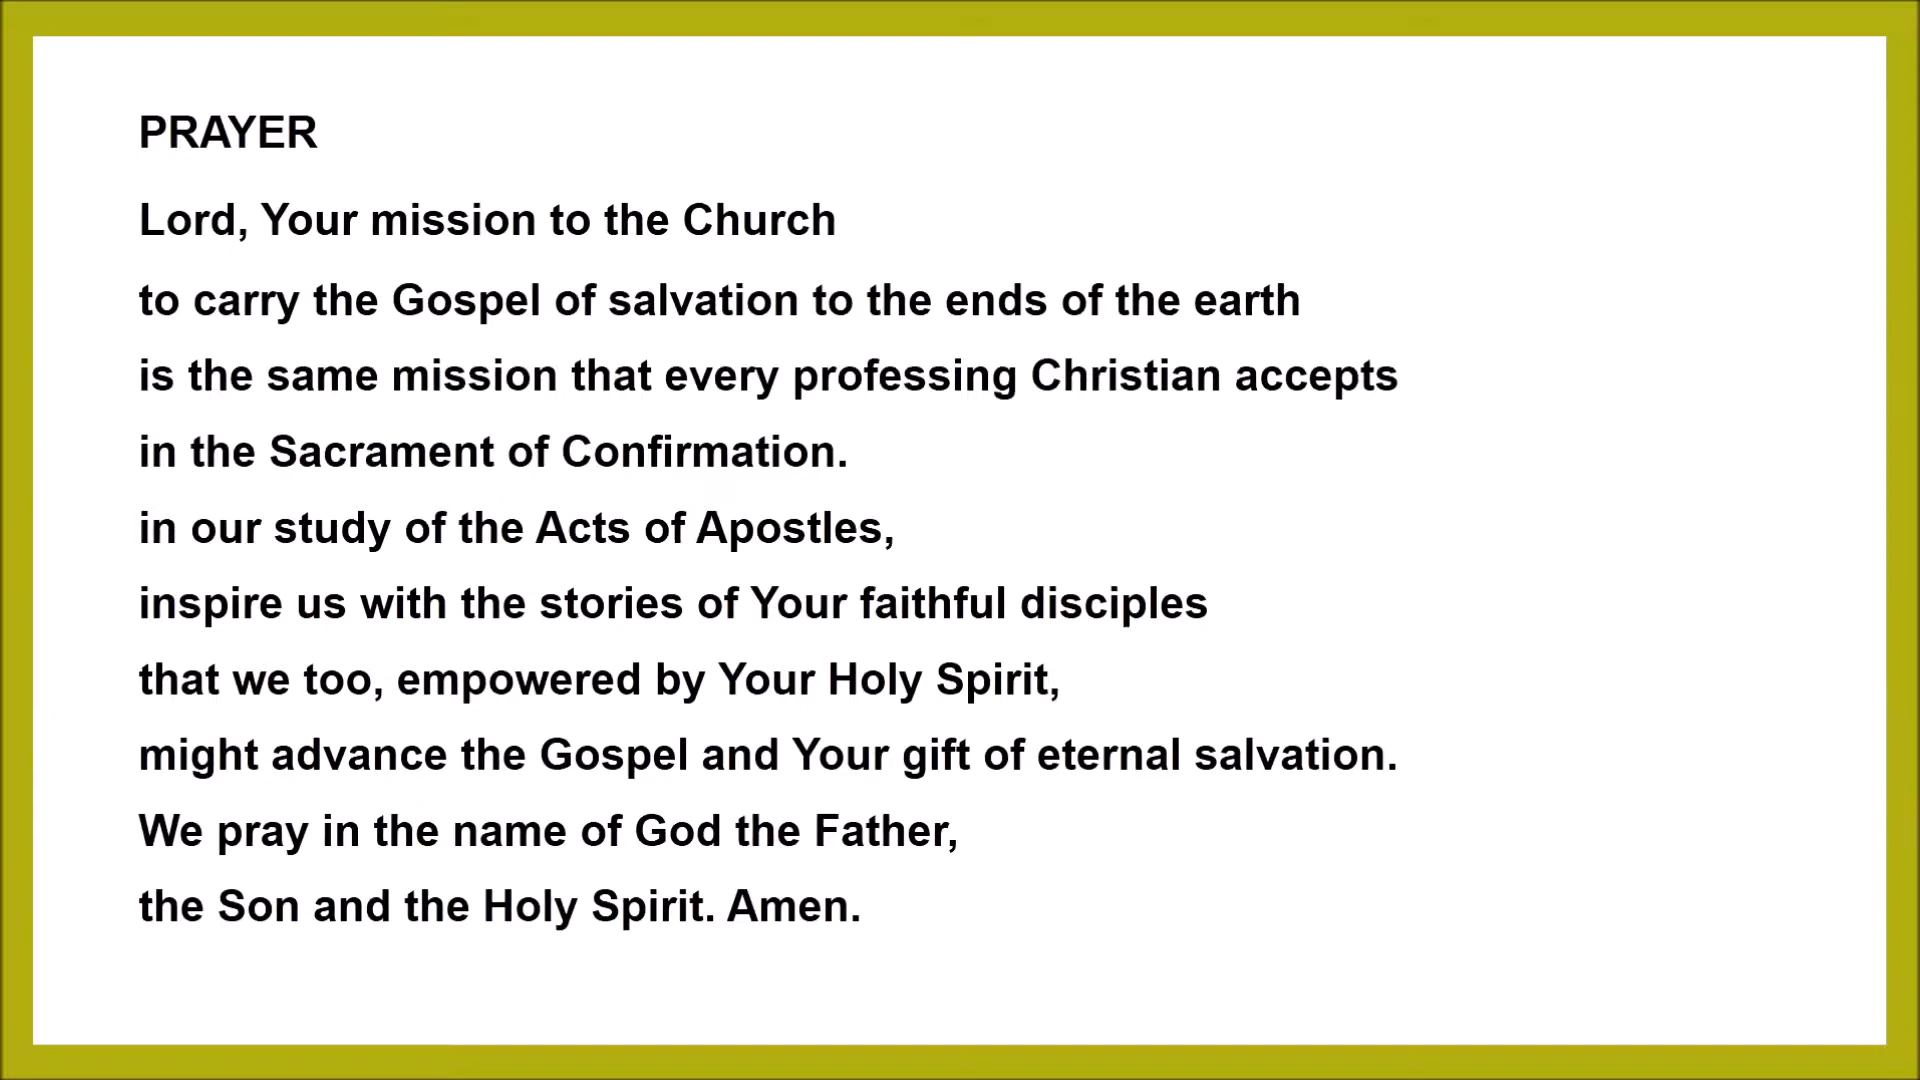 PRAYER
Lord, Your mission to the Church
to carry the Gospel of salvation to the ends of the earth
is the same mission that every professing Christian accepts
in the Sacrament of Confirmation.
in our study of the Acts of Apostles,
inspire us with the stories of Your faithful disciples
that we too, empowered by Your Holy Spirit,
might advance the Gospel and Your gift of eternal salvation.
We pray in the name of God the Father,
the Son and the Holy Spirit. Amen.